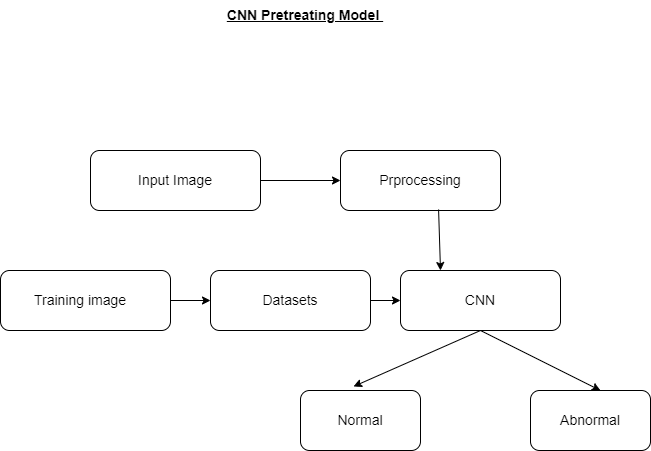 CNN Pretreating Model
Input Image
Prprocessing
Training image
Datasets
CNN
Normal
Abnormal